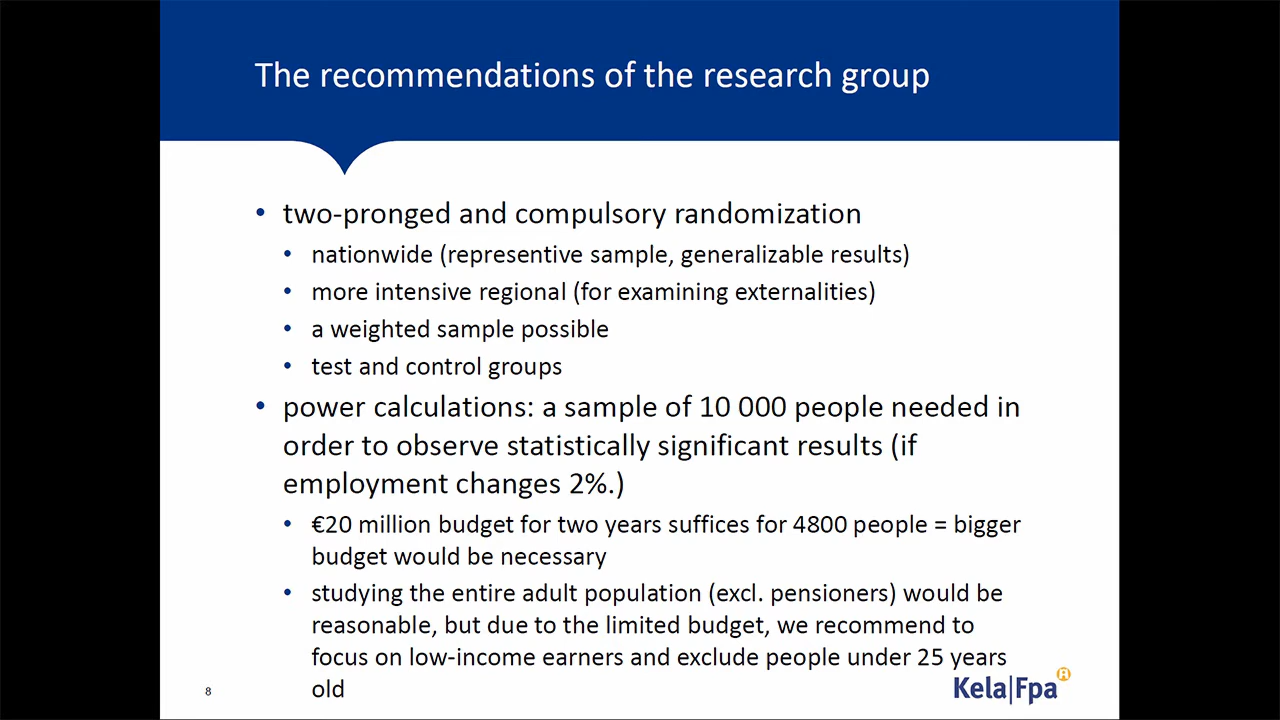 The recommendations of the research group
• two-pronged and compulsory randomization
• nationwide (representive sample, generalizable results)
• more intensive regional (for examining externalities)
• a weighted sample possible
• test and control groups
• power calculations: a sample of 10 000 people needed in
order to observe statistically significant results (if
employment changes 2%.)
• €20 million budget for two years suffices for 4800 people = bigger
budget would be necessary
• studying the entire adult population (excl. pensioners) would be
reasonable, but due to the limited budget, we recommend to
focus on low-income earners and exclude people under 25 years
old
8
Kela|Fpa